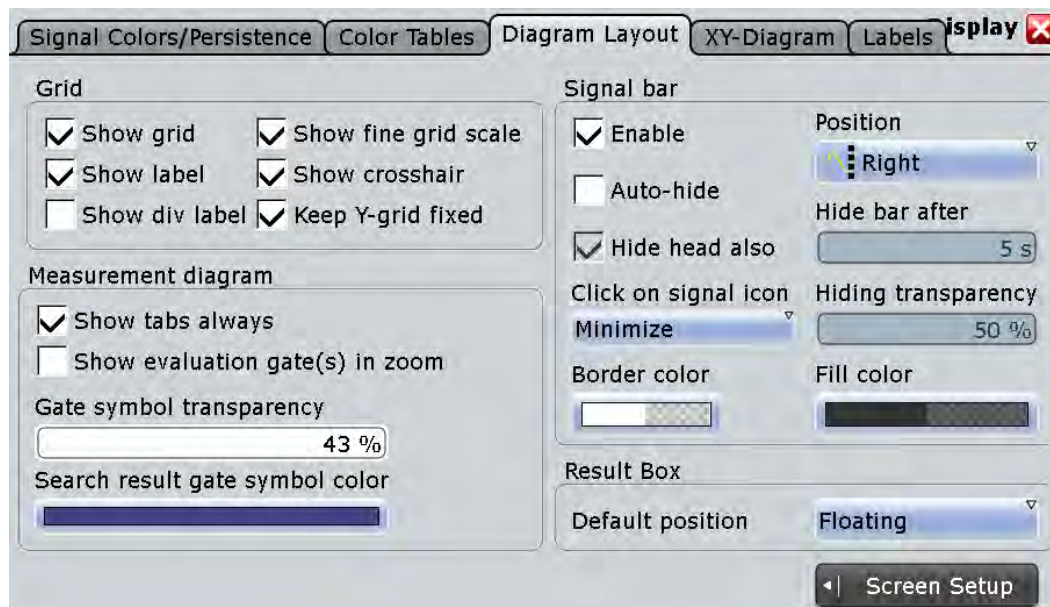 Signal Colors/Persistence Color Tables Diagram Layout XY-Diagram Labels isplay
Grid
Show grid Show fine grid scale
Show label Show crosshair
Show div label Keep Y-grid fixed
Measurement diagram
Show tabs always
Show evaluation gate(s) in zoom
Gate symbol transparency
43 %
Search result gate symbol color
Signal bar
Enable
Position
Right
Auto-hide
Hide bar after
Hide head also
5 s
Click on signal icon Hiding transparency
Minimize
50 %
Border color Fill color
Result Box
Default position Floating
Screen Setup